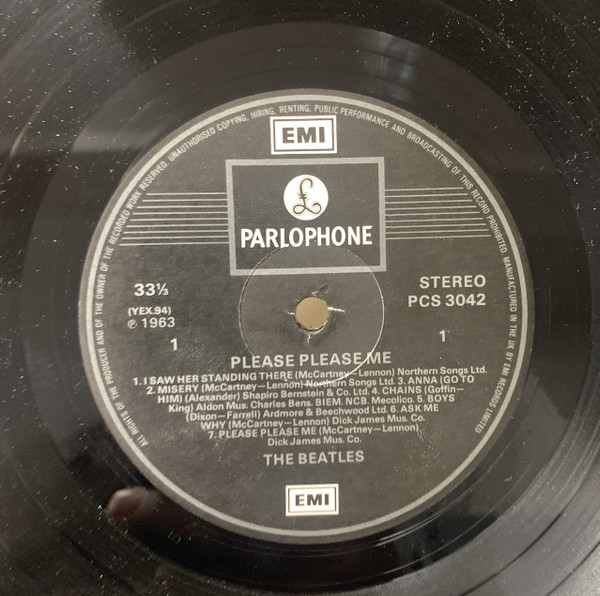 ALL RIGHTS OF THE PRODUCER AND OF THE OWNER OF THE RECORDED WORK RESERVED. UNAUTHORISED COPYING, HIRING, RENTING, PUBLIC PERFORMANCE AND BROADCASTING OF THIS RECORD PROHIBITED. MANUFACTURED IN THE UK BY EMI RECORDS LIMITED
EMI
£
PARLOPHONE
33⅓
STEREO
(YEX.94)
PCS 3042
℗ 1963
1
1
PLEASE PLEASE ME
1. I SAW HER STANDING THERE (McCartney—Lennon) Northern Songs Ltd.
2. MISERY (McCartney—Lennon) Northern Songs Ltd. 3. ANNA (GO TO
HIM) (Alexander) Shapiro Bernstein & Co. Ltd. 4. CHAINS (Goffin—
King) Aldon Mus. Charles Bens. BIEM. NCB. Mecolico. 5. BOYS
(Dixon—Farrell) Ardmore & Beechwood Ltd. 6. ASK ME
WHY (McCartney—Lennon) Dick James Mus. Co.
7. PLEASE PLEASE ME (McCartney—Lennon)
Dick James Mus. Co.
THE BEATLES
EMI